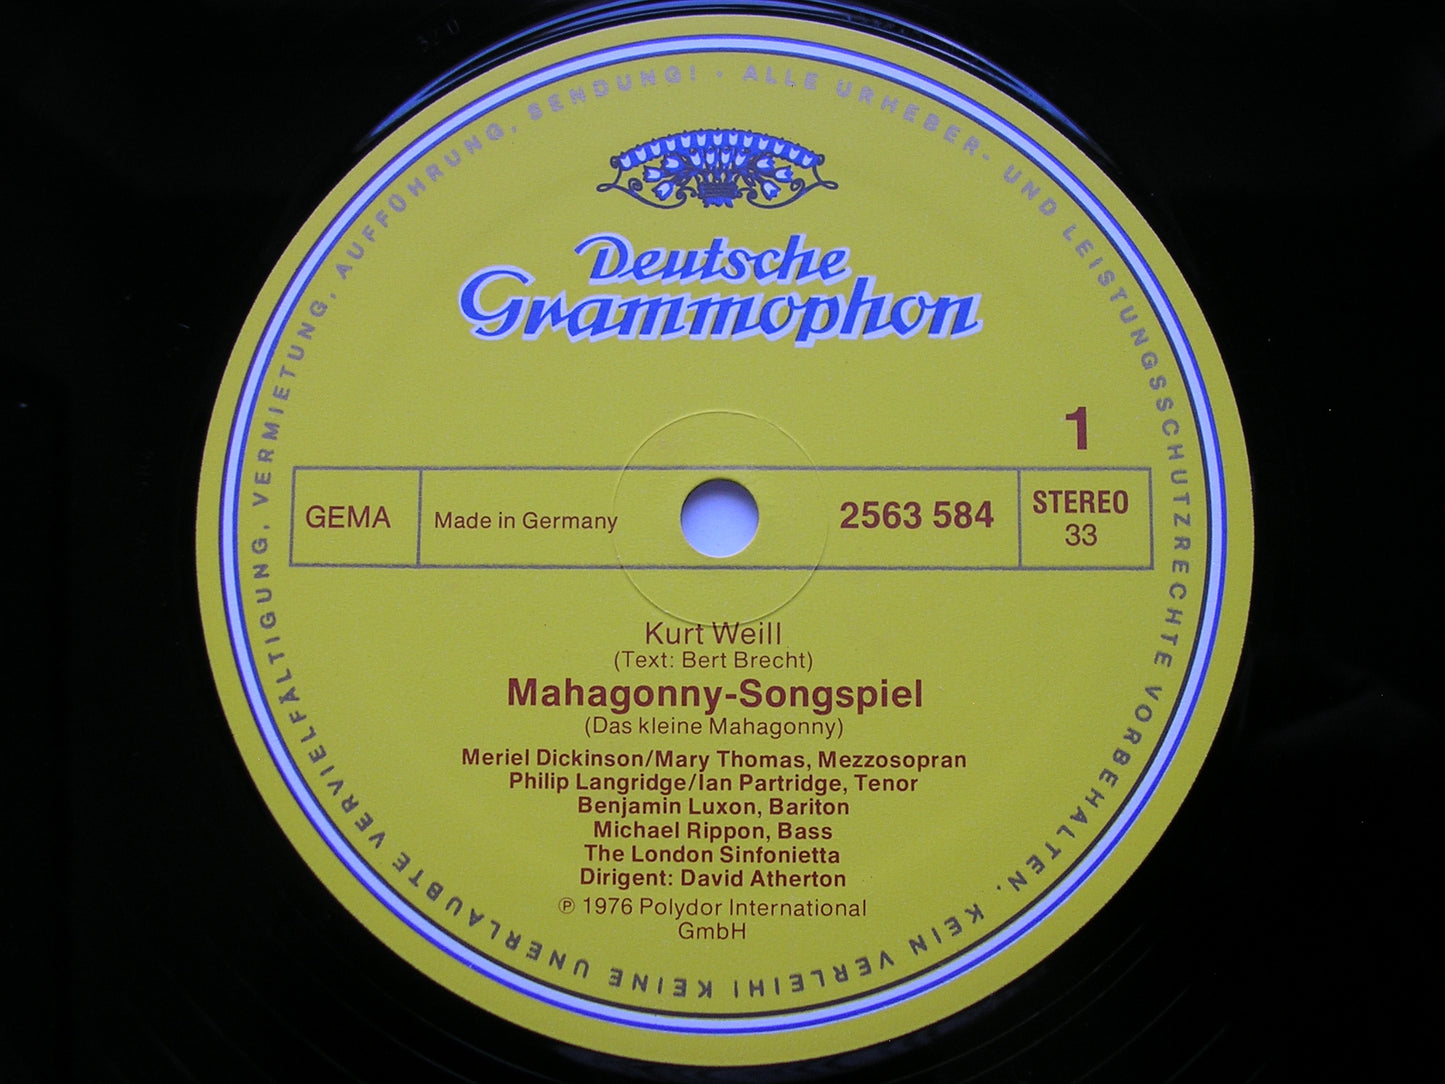 ALLE URHEBER- UND LEISTUNGSSCHUTZRECHTE VORBEHALTEN. KEIN VERLEIH! KEINE UNERLAUBTE VERVIELFÄLTIGUNG, VERMIETUNG, AUFFÜHRUNG, SENDUNG! ·
Deutsche
Grammophon
1
GEMA
Made in Germany
2563 584
STEREO
33
Kurt Weill
(Text: Bert Brecht)
Mahagonny-Songspiel
(Das kleine Mahagonny)
Meriel Dickinson/Mary Thomas, Mezzosopran
Philip Langridge/Ian Partridge, Tenor
Benjamin Luxon, Bariton
Michael Rippon, Bass
The London Sinfonietta
Dirigent: David Atherton
℗ 1976 Polydor International
GmbH